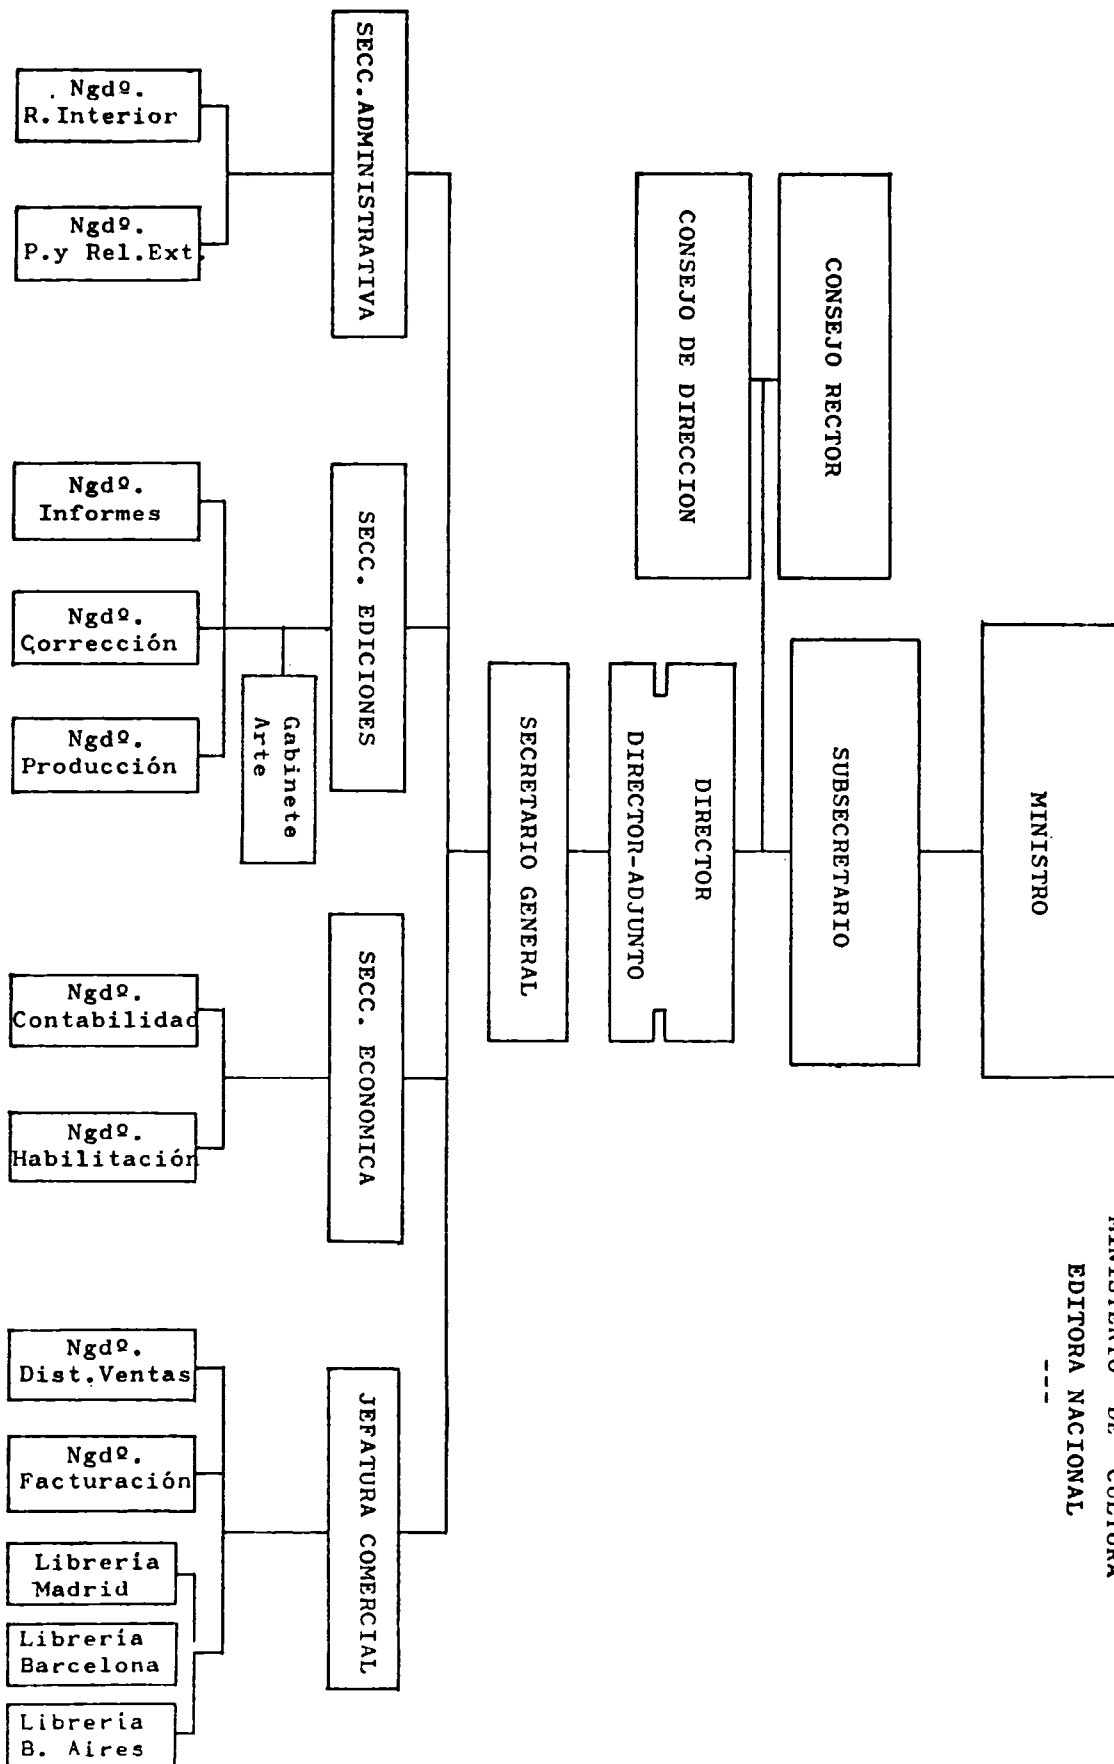 MINISTERIO DE CULTURA
EDITORA NACIONAL
---
MINISTRO
SUBSECRETARIO
CONSEJO RECTOR
CONSEJO DE DIRECCION
DIRECTOR
DIRECTOR-ADJUNTO
SECRETARIO GENERAL
SECC.ADMINISTRATIVA
SECC. EDICIONES
SECC. ECONOMICA
JEFATURA COMERCIAL
Gabinete
Arte
Ngdº.
R.Interior
Ngdº.
P.y Rel.Ext.
Ngdº.
Informes
Ngdº.
Corrección
Ngdº.
Producción
Ngdº.
Contabilidad
Ngdº.
Habilitación
Ngdº.
Dist.Ventas
Ngdº.
Facturación
Librería
Madrid
Librería
Barcelona
Librería
B. Aires